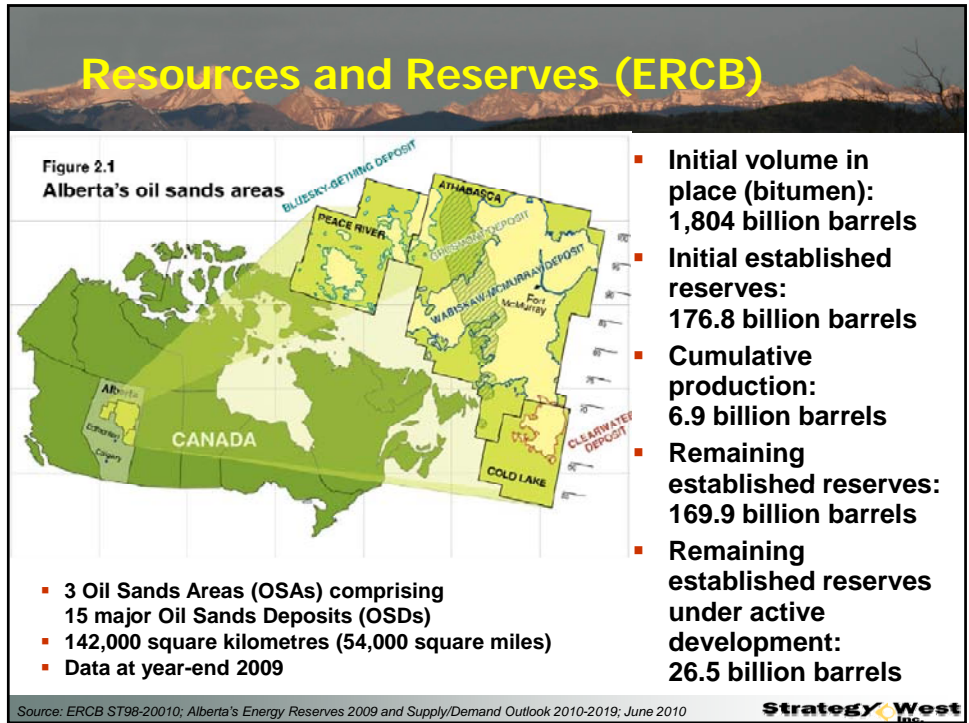 Resources and Reserves (ERCB)
Figure 2.1
Alberta's oil sands areas
BLUESKY-GETHING DEPOSIT
PEACE RIVER
ATHABASCA
GROSMONT DEPOSIT
WABISKAW-MCMURRAY DEPOSIT
Fort
McMurray
CLEARWATER
DEPOSIT
COLD LAKE
Alberta
Edmonton
Calgary
CANADA
▪ 3 Oil Sands Areas (OSAs) comprising
15 major Oil Sands Deposits (OSDs)
▪ 142,000 square kilometres (54,000 square miles)
▪ Data at year-end 2009
▪ Initial volume in
place (bitumen):
1,804 billion barrels
▪ Initial established
reserves:
176.8 billion barrels
▪ Cumulative
production:
6.9 billion barrels
▪ Remaining
established reserves:
169.9 billion barrels
▪ Remaining
established reserves
under active
development:
26.5 billion barrels
Source: ERCB ST98-20010; Alberta's Energy Reserves 2009 and Supply/Demand Outlook 2010-2019; June 2010
Strategy West
Inc.